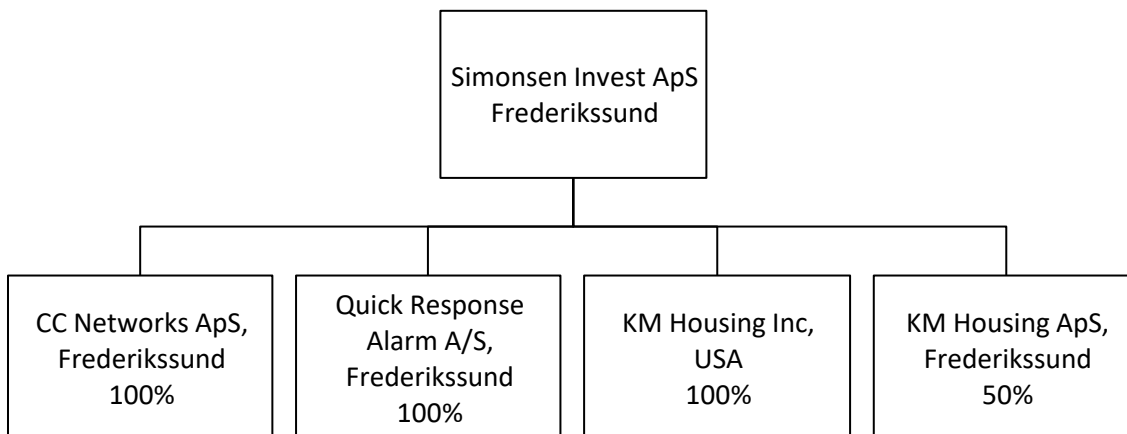 Simonsen Invest ApS
Frederikssund
CC Networks ApS,
Frederikssund
100%
Quick Response
Alarm A/S,
Frederikssund
100%
KM Housing Inc,
USA
100%
KM Housing ApS,
Frederikssund
50%